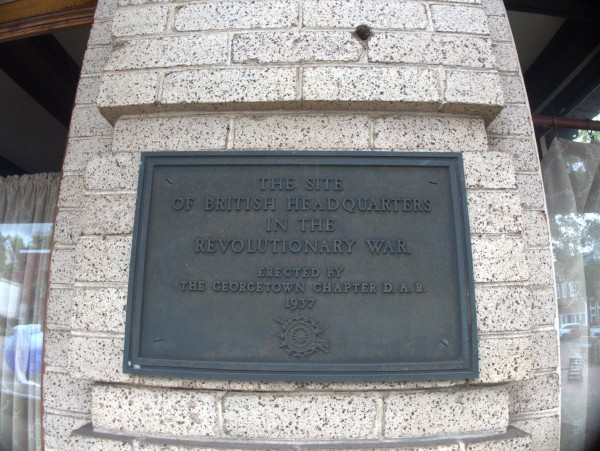 THE SITE
OF BRITISH HEADQUARTERS
IN THE
REVOLUTIONARY WAR.
ERECTED BY
THE GEORGETOWN CHAPTER D.A.R.
1937